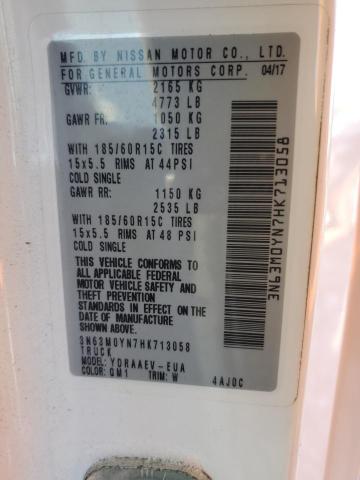 MFD. BY NISSAN MOTOR CO., LTD.
FOR GENERAL MOTORS CORP. 04/17
GVWR: 2165 KG
4773 LB
GAWR FR: 1050 KG
2315 LB
WITH 185/60R15C TIRES
15x5.5 RIMS AT 44PSI
COLD SINGLE
GAWR RR: 1150 KG
2535 LB
WITH 185/60R15C TIRES
15x5.5 RIMS AT 48 PSI
COLD SINGLE
THIS VEHICLE CONFORMS TO
ALL APPLICABLE FEDERAL
MOTOR VEHICLE SAFETY AND
THEFT PREVENTION
STANDARDS IN EFFECT ON
THE DATE OF MANUFACTURE
SHOWN ABOVE
3N63M0YN7HK713058
TRUCK
MODEL: YDRAAEV-EUA
COLOR: QM1 TRIM: W 4AJ0C
3N63M0YN7HK713058